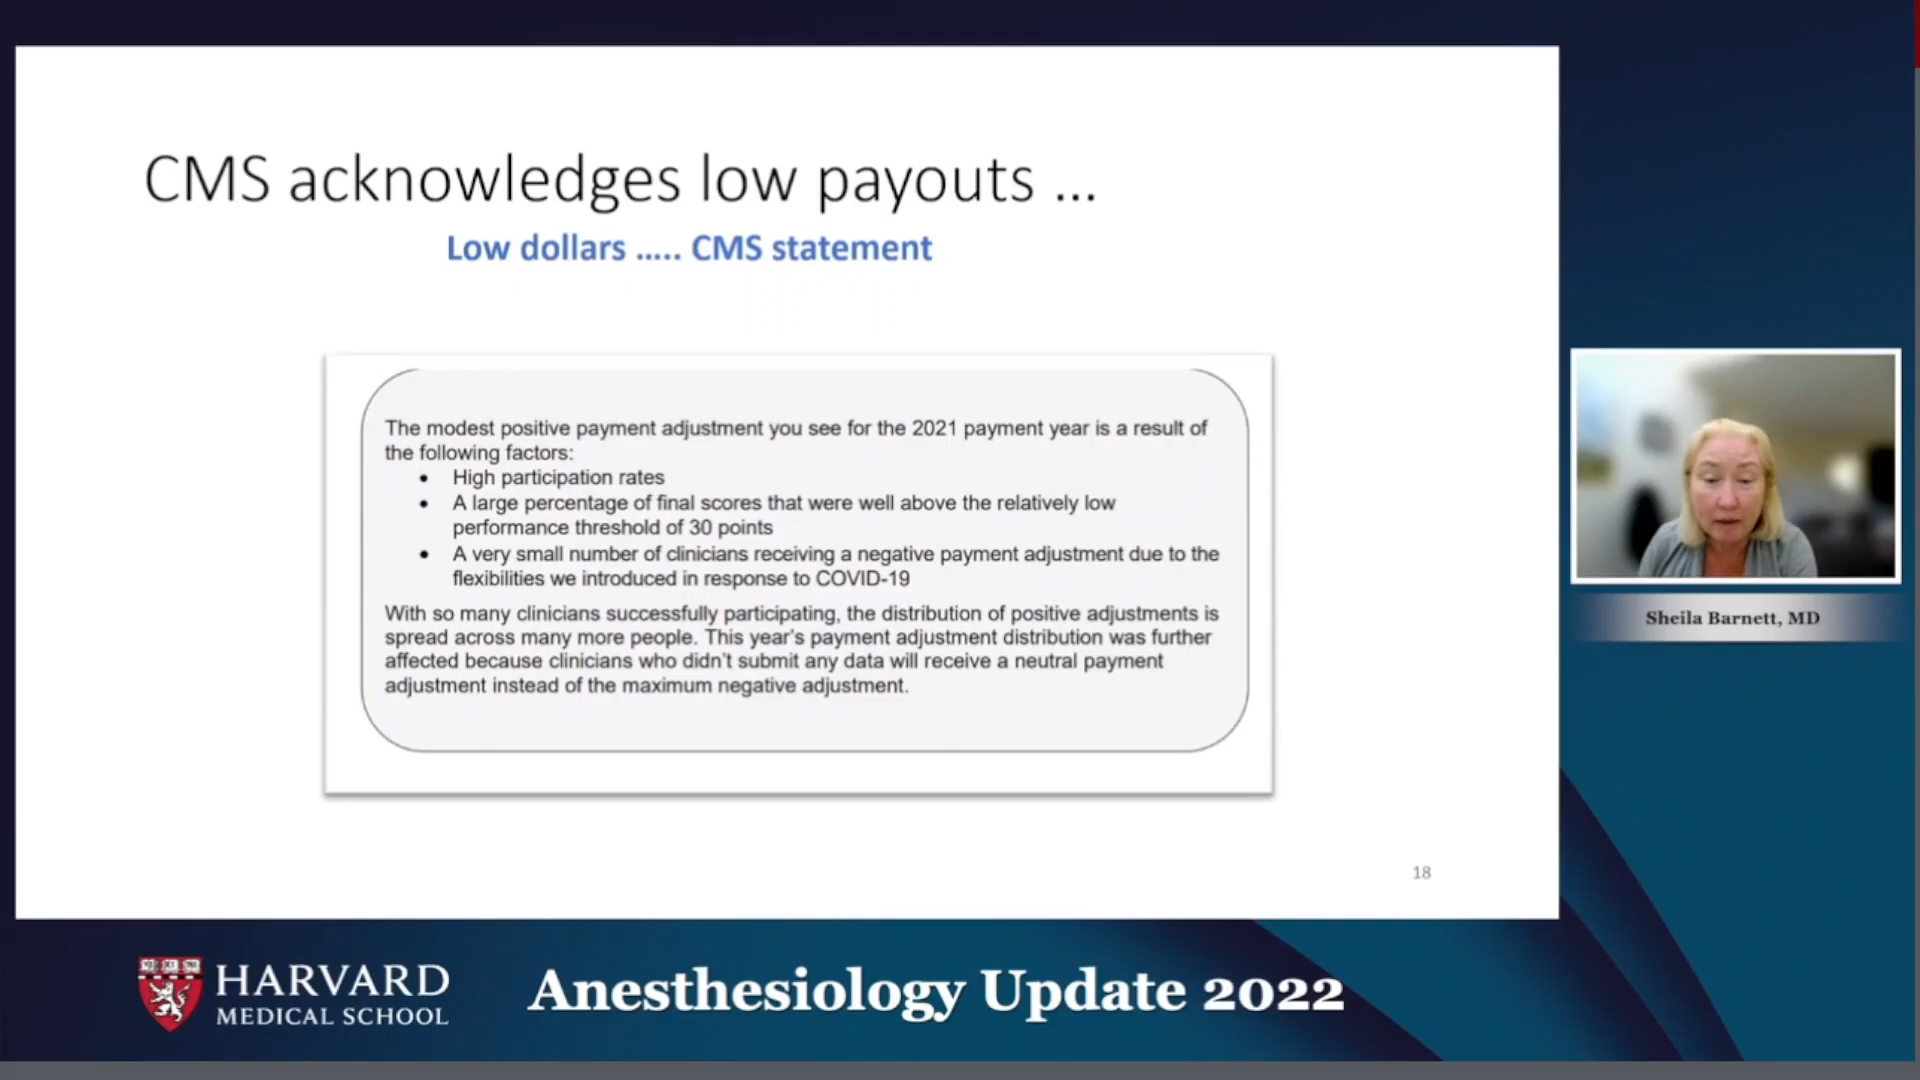 CMS acknowledges low payouts ...
Low dollars ..... CMS statement
The modest positive payment adjustment you see for the 2021 payment year is a result of
the following factors:
• High participation rates
• A large percentage of final scores that were well above the relatively low
performance threshold of 30 points
• A very small number of clinicians receiving a negative payment adjustment due to the
flexibilities we introduced in response to COVID-19
With so many clinicians successfully participating, the distribution of positive adjustments is
spread across many more people. This year's payment adjustment distribution was further
affected because clinicians who didn't submit any data will receive a neutral payment
adjustment instead of the maximum negative adjustment.
18
Sheila Barnett, MD
HARVARD
MEDICAL SCHOOL
Anesthesiology Update 2022